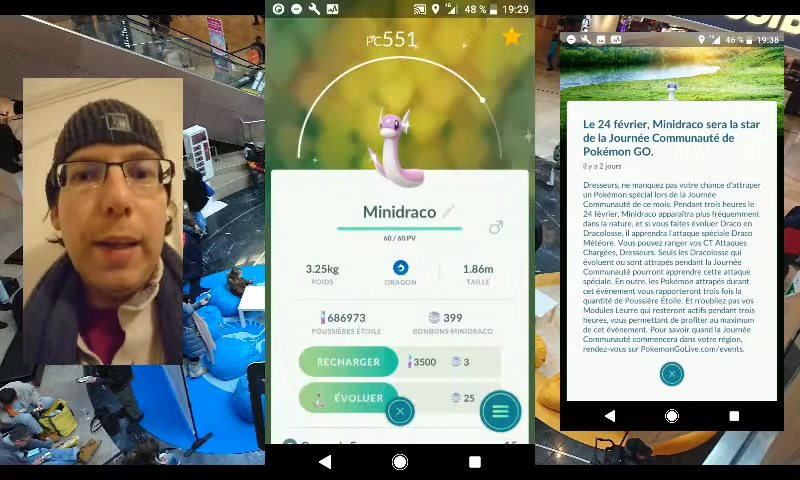 48 % 19:29
PC551
Minidraco
60 / 60 PV
3.25kg
POIDS
DRAGON
1.86m
TAILLE
686973
POUSSIÈRES ÉTOILE
399
BONBONS MINIDRACO
RECHARGER
3500
3
ÉVOLUER
25
46 % 19:38
Le 24 février, Minidraco sera la star
de la Journée Communauté de
Pokémon GO.
il y a 2 jours
Dresseurs, ne manquez pas votre chance d'attraper
un Pokémon spécial lors de la Journée
Communauté de ce mois. Pendant trois heures le
24 février, Minidraco apparaîtra plus fréquemment
dans la nature, et si vous faites évoluer Draco en
Dracolosse, il apprendra l'attaque spéciale Draco
Météore. Vous pouvez ranger vos CT Attaques
Chargées, Dresseurs. Seuls les Dracolosse qui
évoluent ou sont attrapés pendant la Journée
Communauté pourront apprendre cette attaque
spéciale. En outre, les Pokémon attrapés durant
cet évènement vous rapporteront trois fois la
quantité de Poussière Étoile. Et n'oubliez pas vos
Modules Leurre qui resteront actifs pendant trois
heures, vous permettant de profiter au maximum
de cet évènement. Pour savoir quand la Journée
Communauté commencera dans votre région,
rendez-vous sur PokemonGoLive.com/events.